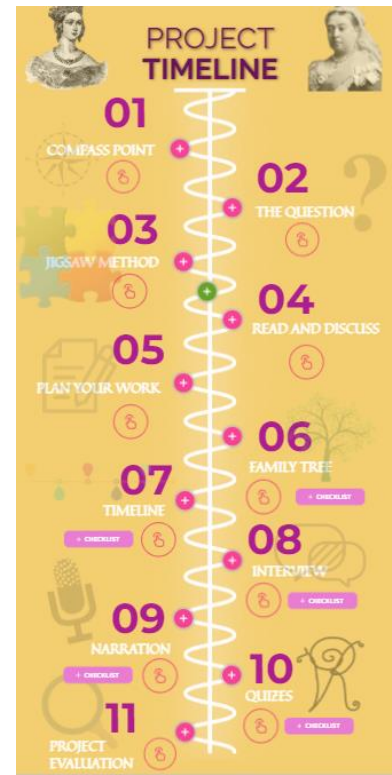 PROJECT
TIMELINE
01
COMPASS POINT
02
THE QUESTION
03
JIGSAW METHOD
04
READ AND DISCUSS
05
PLAN YOUR WORK
06
FAMILY TREE
+ CHECKLIST
07
TIMELINE
+ CHECKLIST
08
INTERVIEW
+ CHECKLIST
09
NARRATION
+ CHECKLIST
10
QUIZES
+ CHECKLIST
11
PROJECT
EVALLUATION